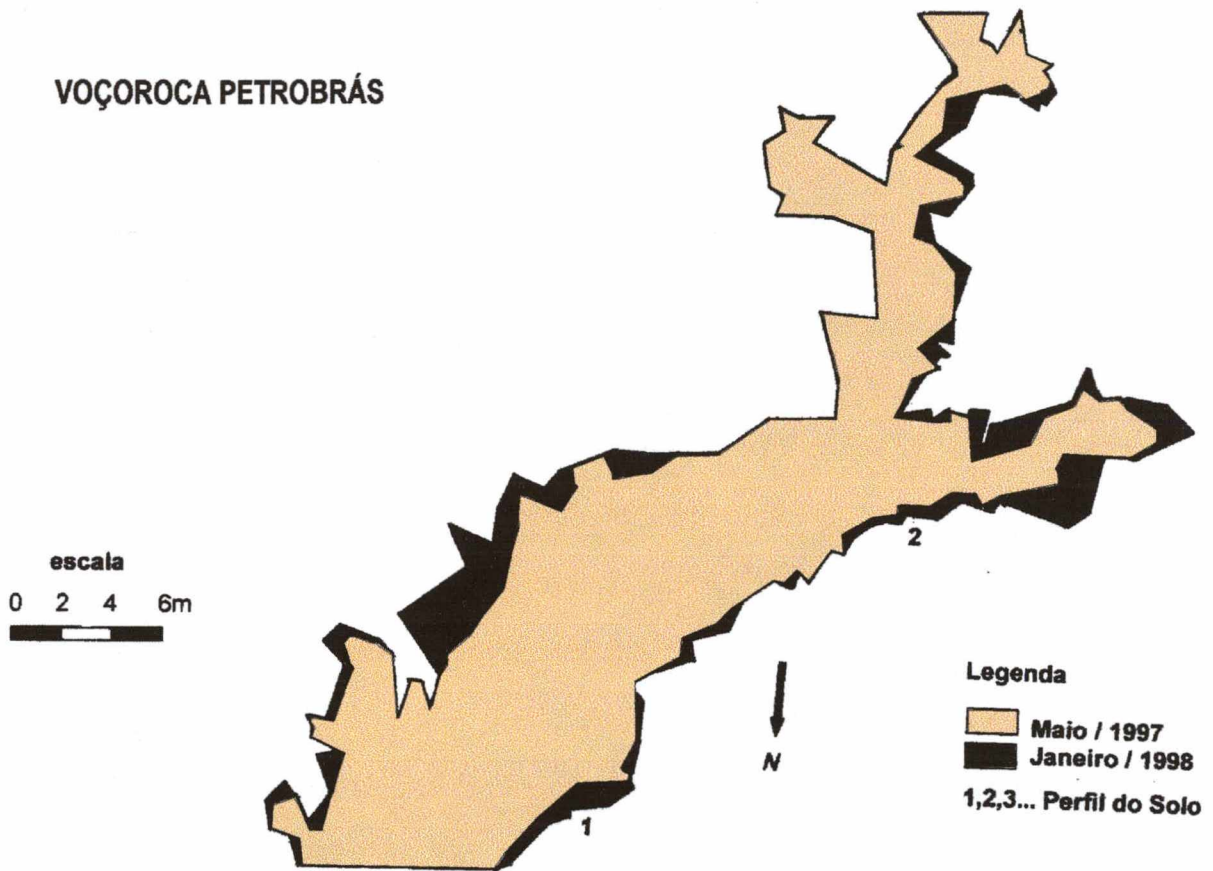 VOÇOROCA PETROBRÁS
2
escala
0 2 4 6m
N
Legenda
Maio / 1997
Janeiro / 1998
1,2,3... Perfil do Solo
1